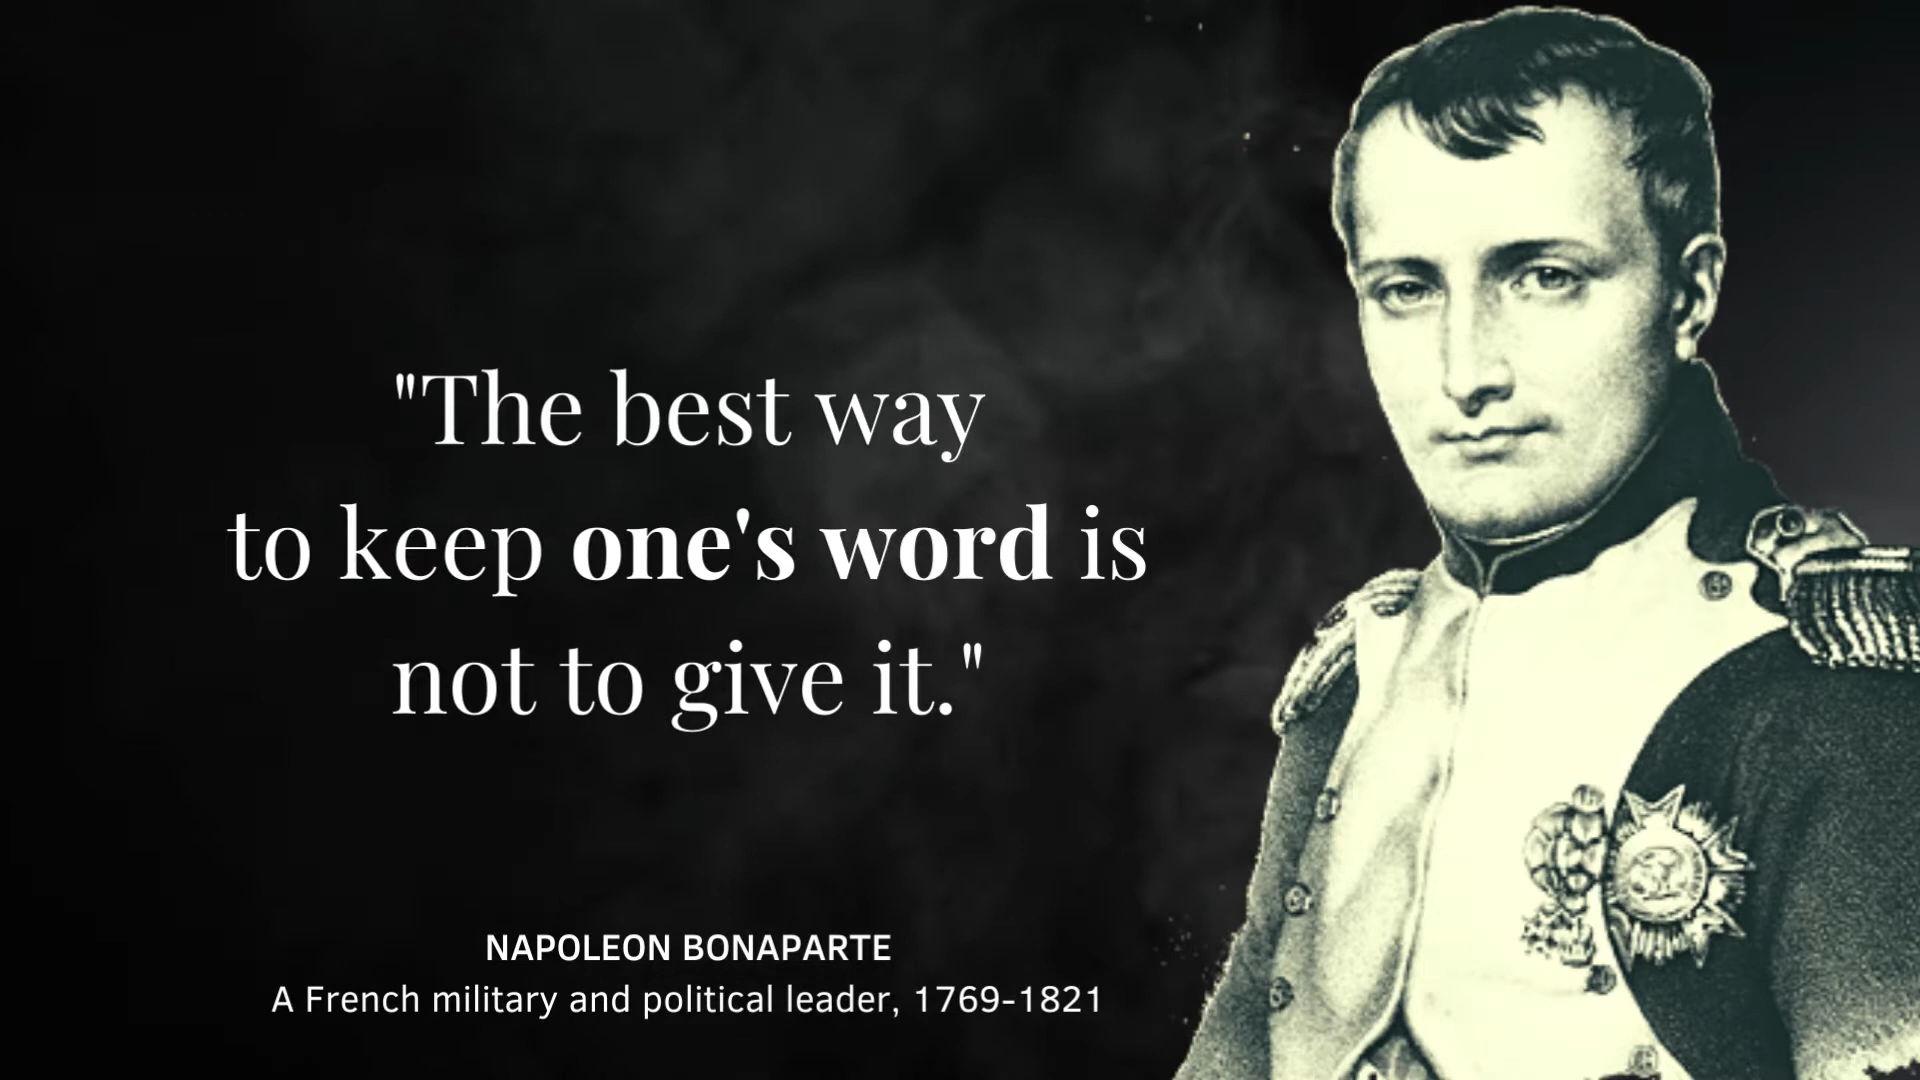 "The best way
to keep one's word is
not to give it."
NAPOLEON BONAPARTE
A French military and political leader, 1769-1821